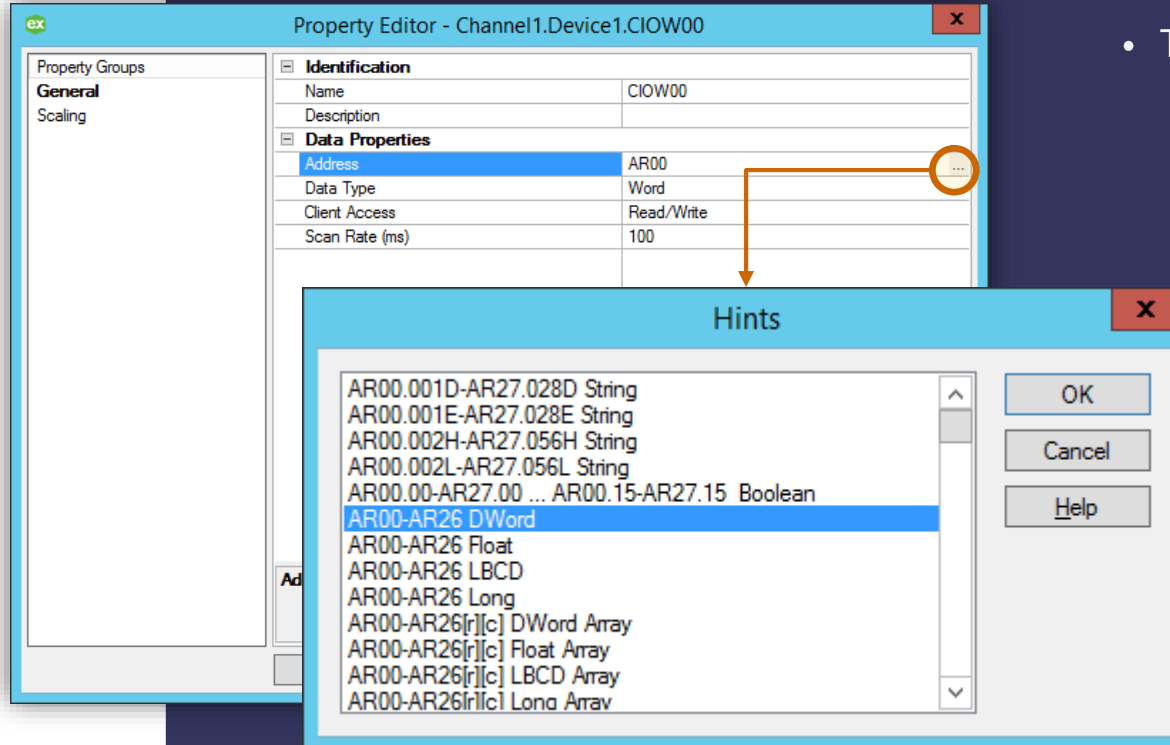 ex
Property Editor - Channel1.Device1.CIOW00
x
Property Groups
General
Scaling
Identification
Name CIOW00
Description
Data Properties
Address AR00 ...
Data Type Word
Client Access Read/Write
Scan Rate (ms) 100
Hints
x
AR00.001D-AR27.028D String
AR00.001E-AR27.028E String
AR00.002H-AR27.056H String
AR00.002L-AR27.056L String
AR00.00-AR27.00 ... AR00.15-AR27.15 Boolean
AR00-AR26 DWord
AR00-AR26 Float
AR00-AR26 LBCD
AR00-AR26 Long
AR00-AR26[r][c] DWord Array
AR00-AR26[r][c] Float Array
AR00-AR26[r][c] LBCD Array
AR00-AR26[r][c] Long Array
OK
Cancel
Help